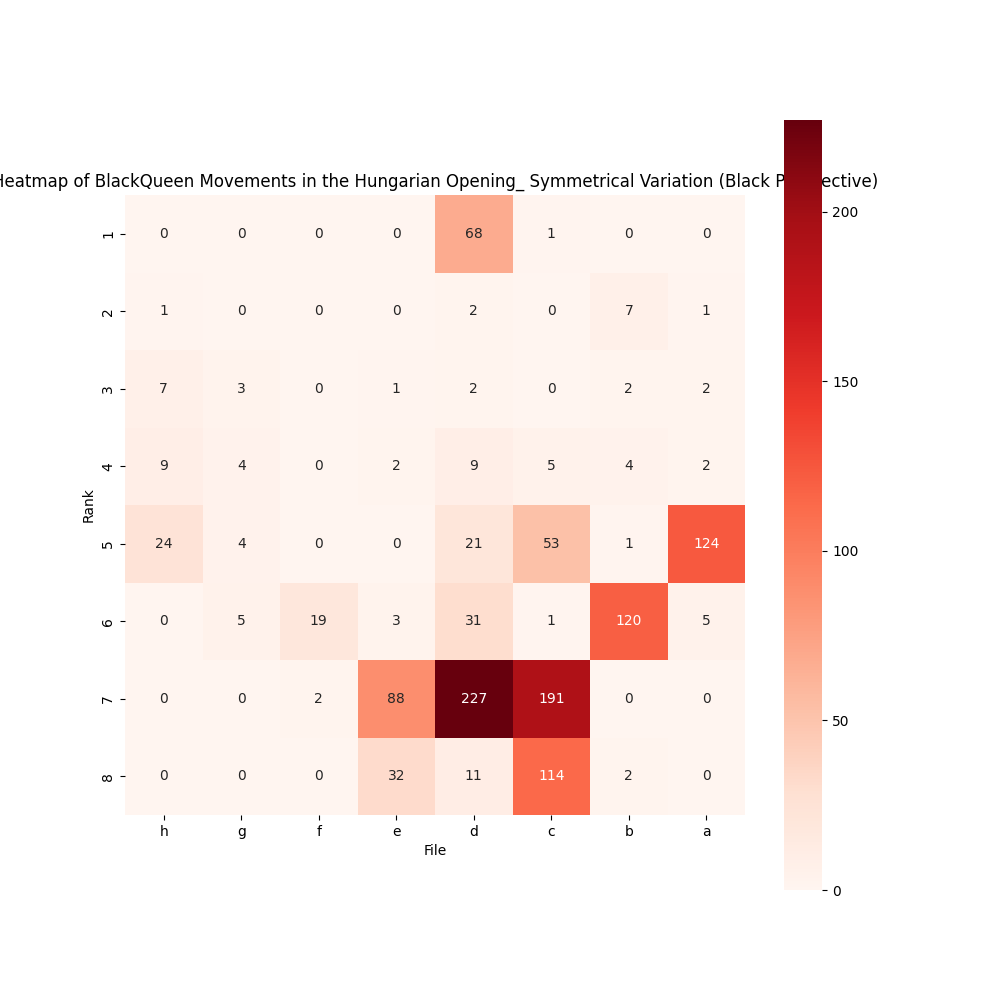 Heatmap of BlackQueen Movements in the Hungarian Opening_ Symmetrical Variation (Black P ective)
200
1 0 0 0 0 68 1 0 0
2 1 0 0 0 2 0 7 1
150
3 7 3 0 1 2 0 2 2
4 9 4 0 2 9 5 4 2
Rank
5 24 4 0 0 21 53 1 124
100
6 0 5 19 3 31 1 120 5
7 0 0 2 88 227 191 0 0
50
8 0 0 0 32 11 114 2 0
h g f e d c b a
File
0